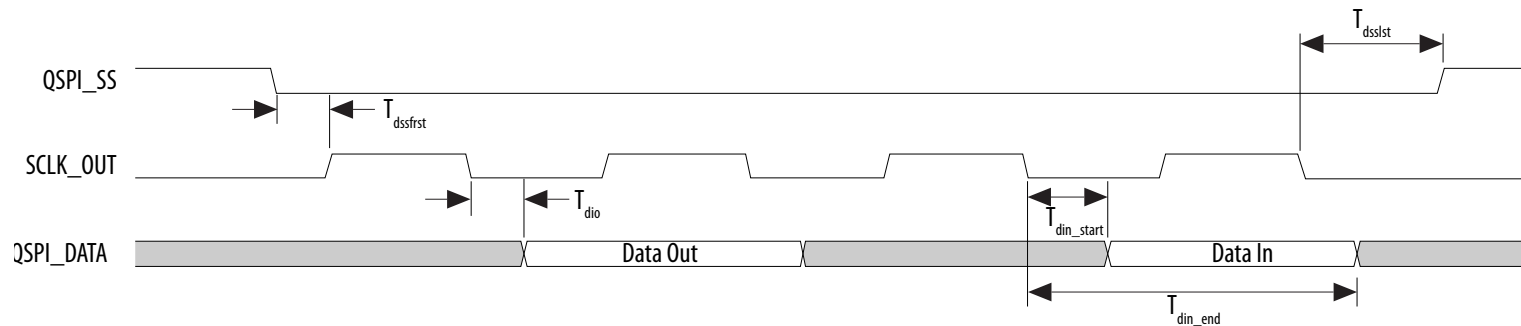 T_dsslst
QSPI_SS
T_dssfrst
SCLK_OUT
T_dio
T_din_start
QSPI_DATA
Data Out
Data In
T_din_end